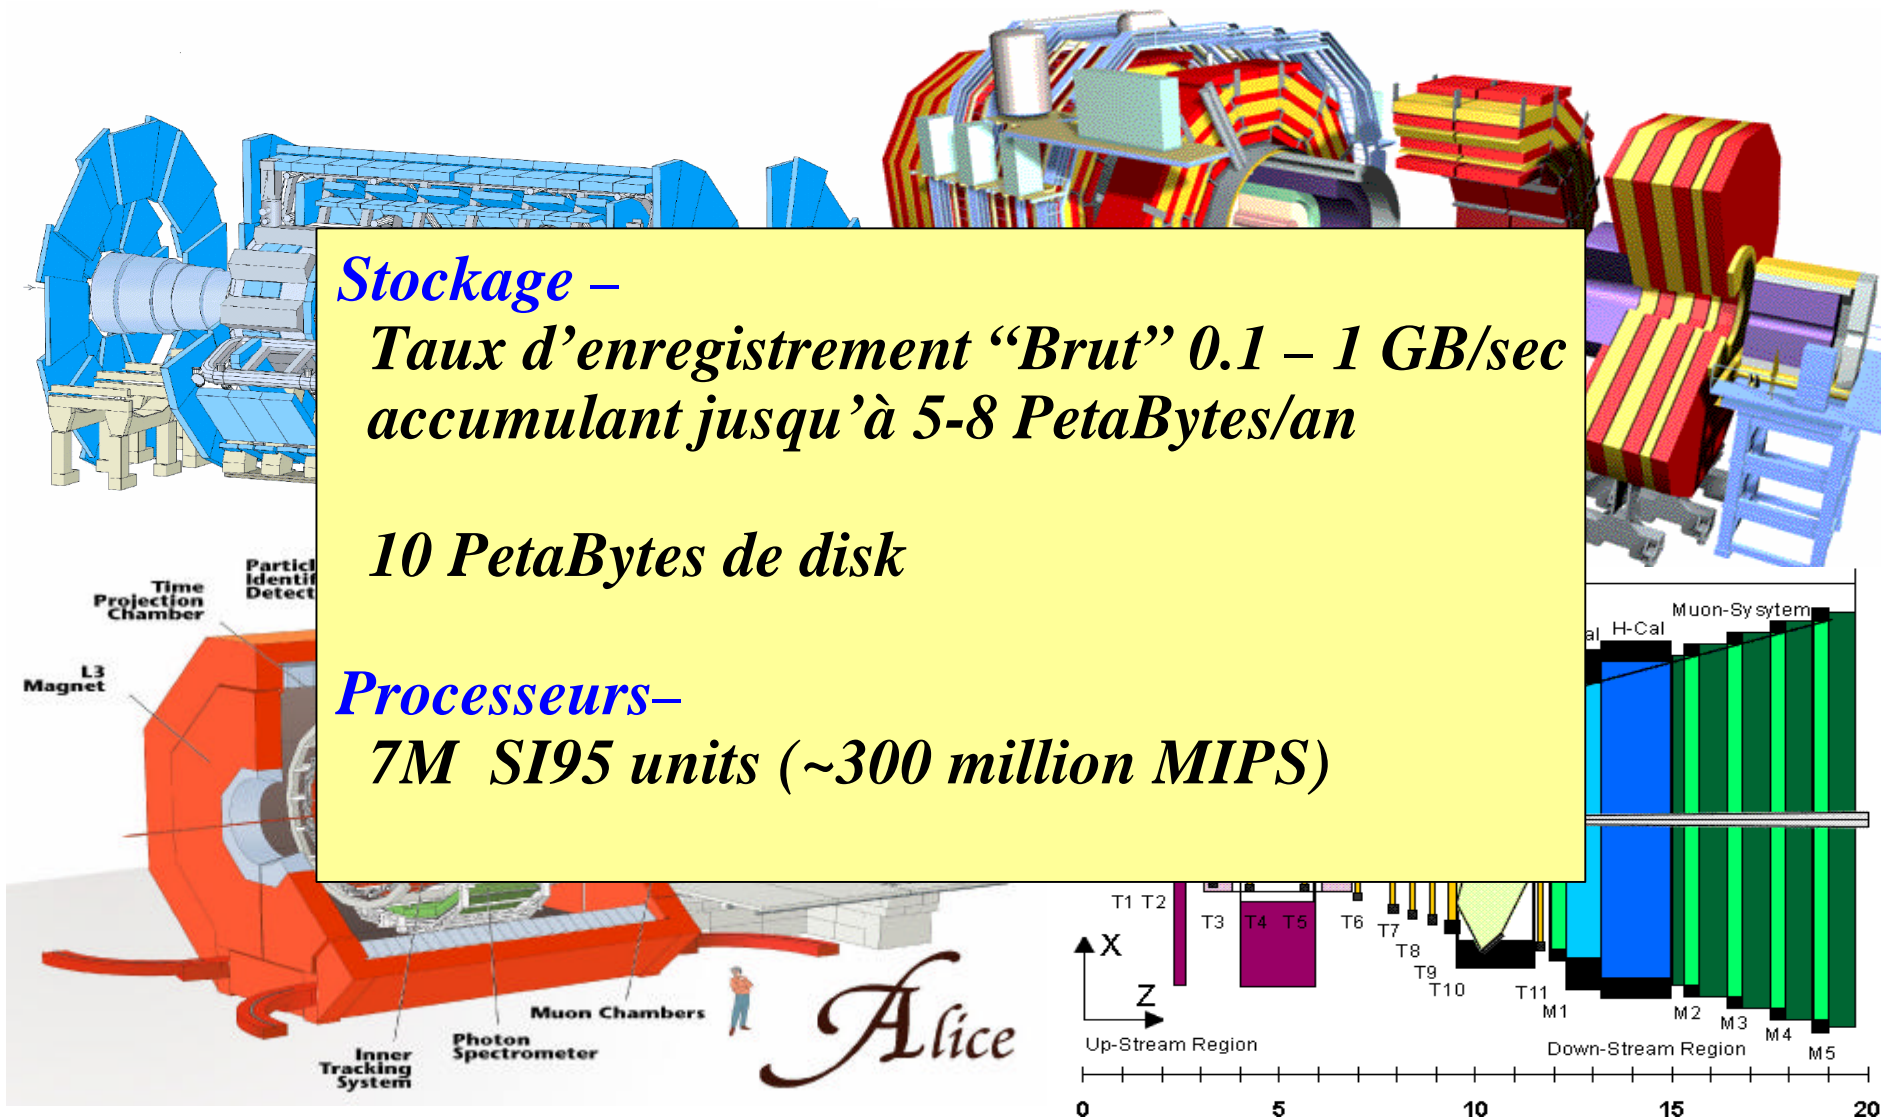 Stockage –
Taux d’enregistrement “Brut” 0.1 – 1 GB/sec
accumulant jusqu’à 5-8 PetaBytes/an
10 PetaBytes de disk
Processeurs–
7M SI95 units (~300 million MIPS)
Time
Projection
Chamber
L3
Magnet
Muon Chambers
Photon
Spectrometer
Inner
Tracking
System
Alice
H-Cal
Muon-Sysytem
T1 T2
T3
T4
T5
T6
T7
T8
T9
T10
T11
M1
M2
M3
M4
M5
X
Z
Up-Stream Region
Down-Stream Region
0 5 10 15 20